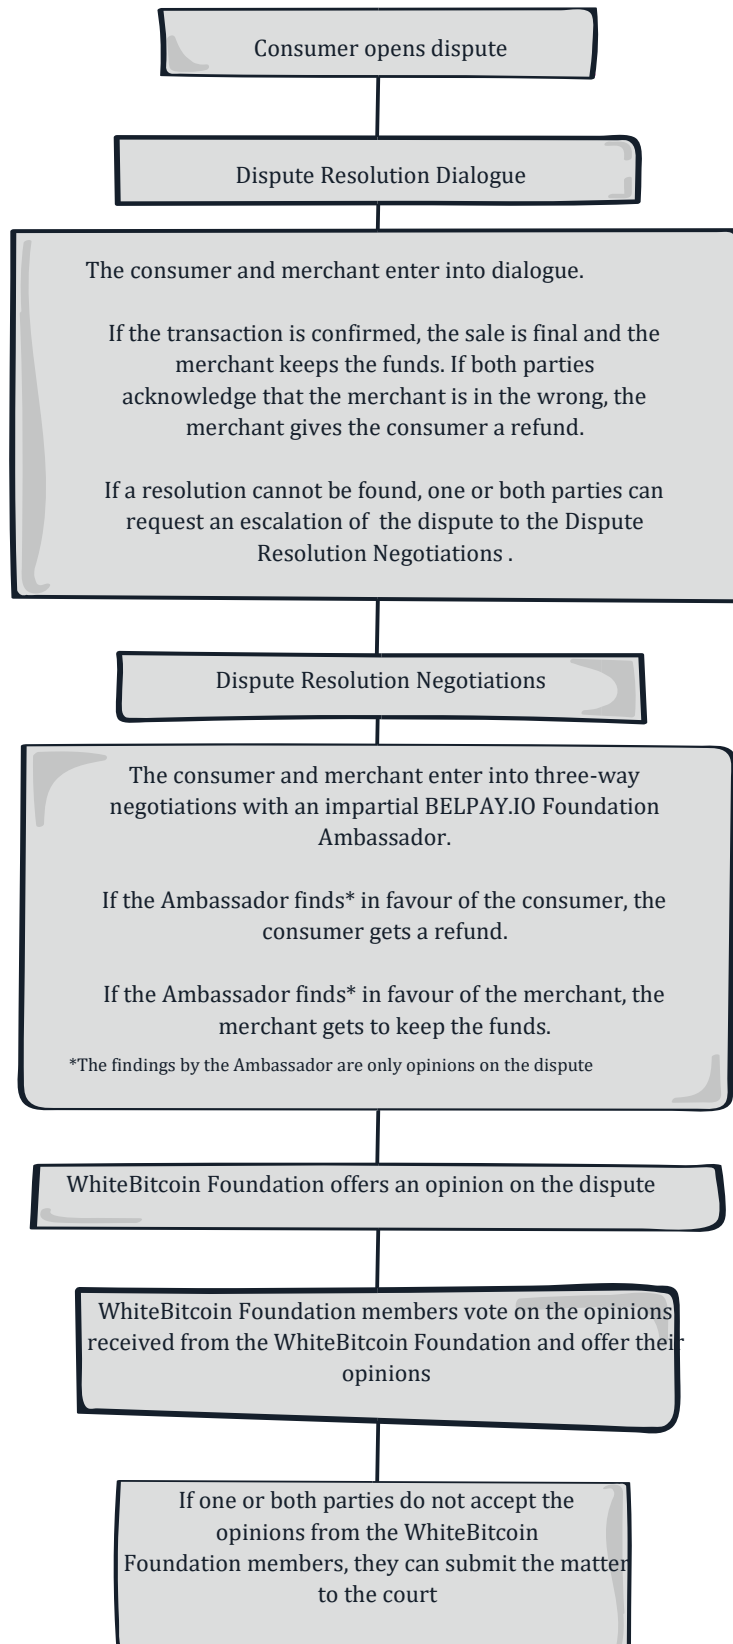 Consumer opens dispute
Dispute Resolution Dialogue
The consumer and merchant enter into dialogue.
If the transaction is confirmed, the sale is final and the
merchant keeps the funds. If both parties
acknowledge that the merchant is in the wrong, the
merchant gives the consumer a refund.
If a resolution cannot be found, one or both parties can
request an escalation of  the dispute to the Dispute
Resolution Negotiations .
Dispute Resolution Negotiations
The consumer and merchant enter into three-way
negotiations with an impartial BELPAY.IO Foundation
Ambassador.
If the Ambassador finds* in favour of the consumer, the
consumer gets a refund.
If the Ambassador finds* in favour of the merchant, the
merchant gets to keep the funds.
*The findings by the Ambassador are only opinions on the dispute
WhiteBitcoin Foundation offers an opinion on the dispute
WhiteBitcoin Foundation members vote on the opinions
received from the WhiteBitcoin Foundation and offer their
opinions
If one or both parties do not accept the
opinions from the WhiteBitcoin
Foundation members, they can submit the matter
to the court